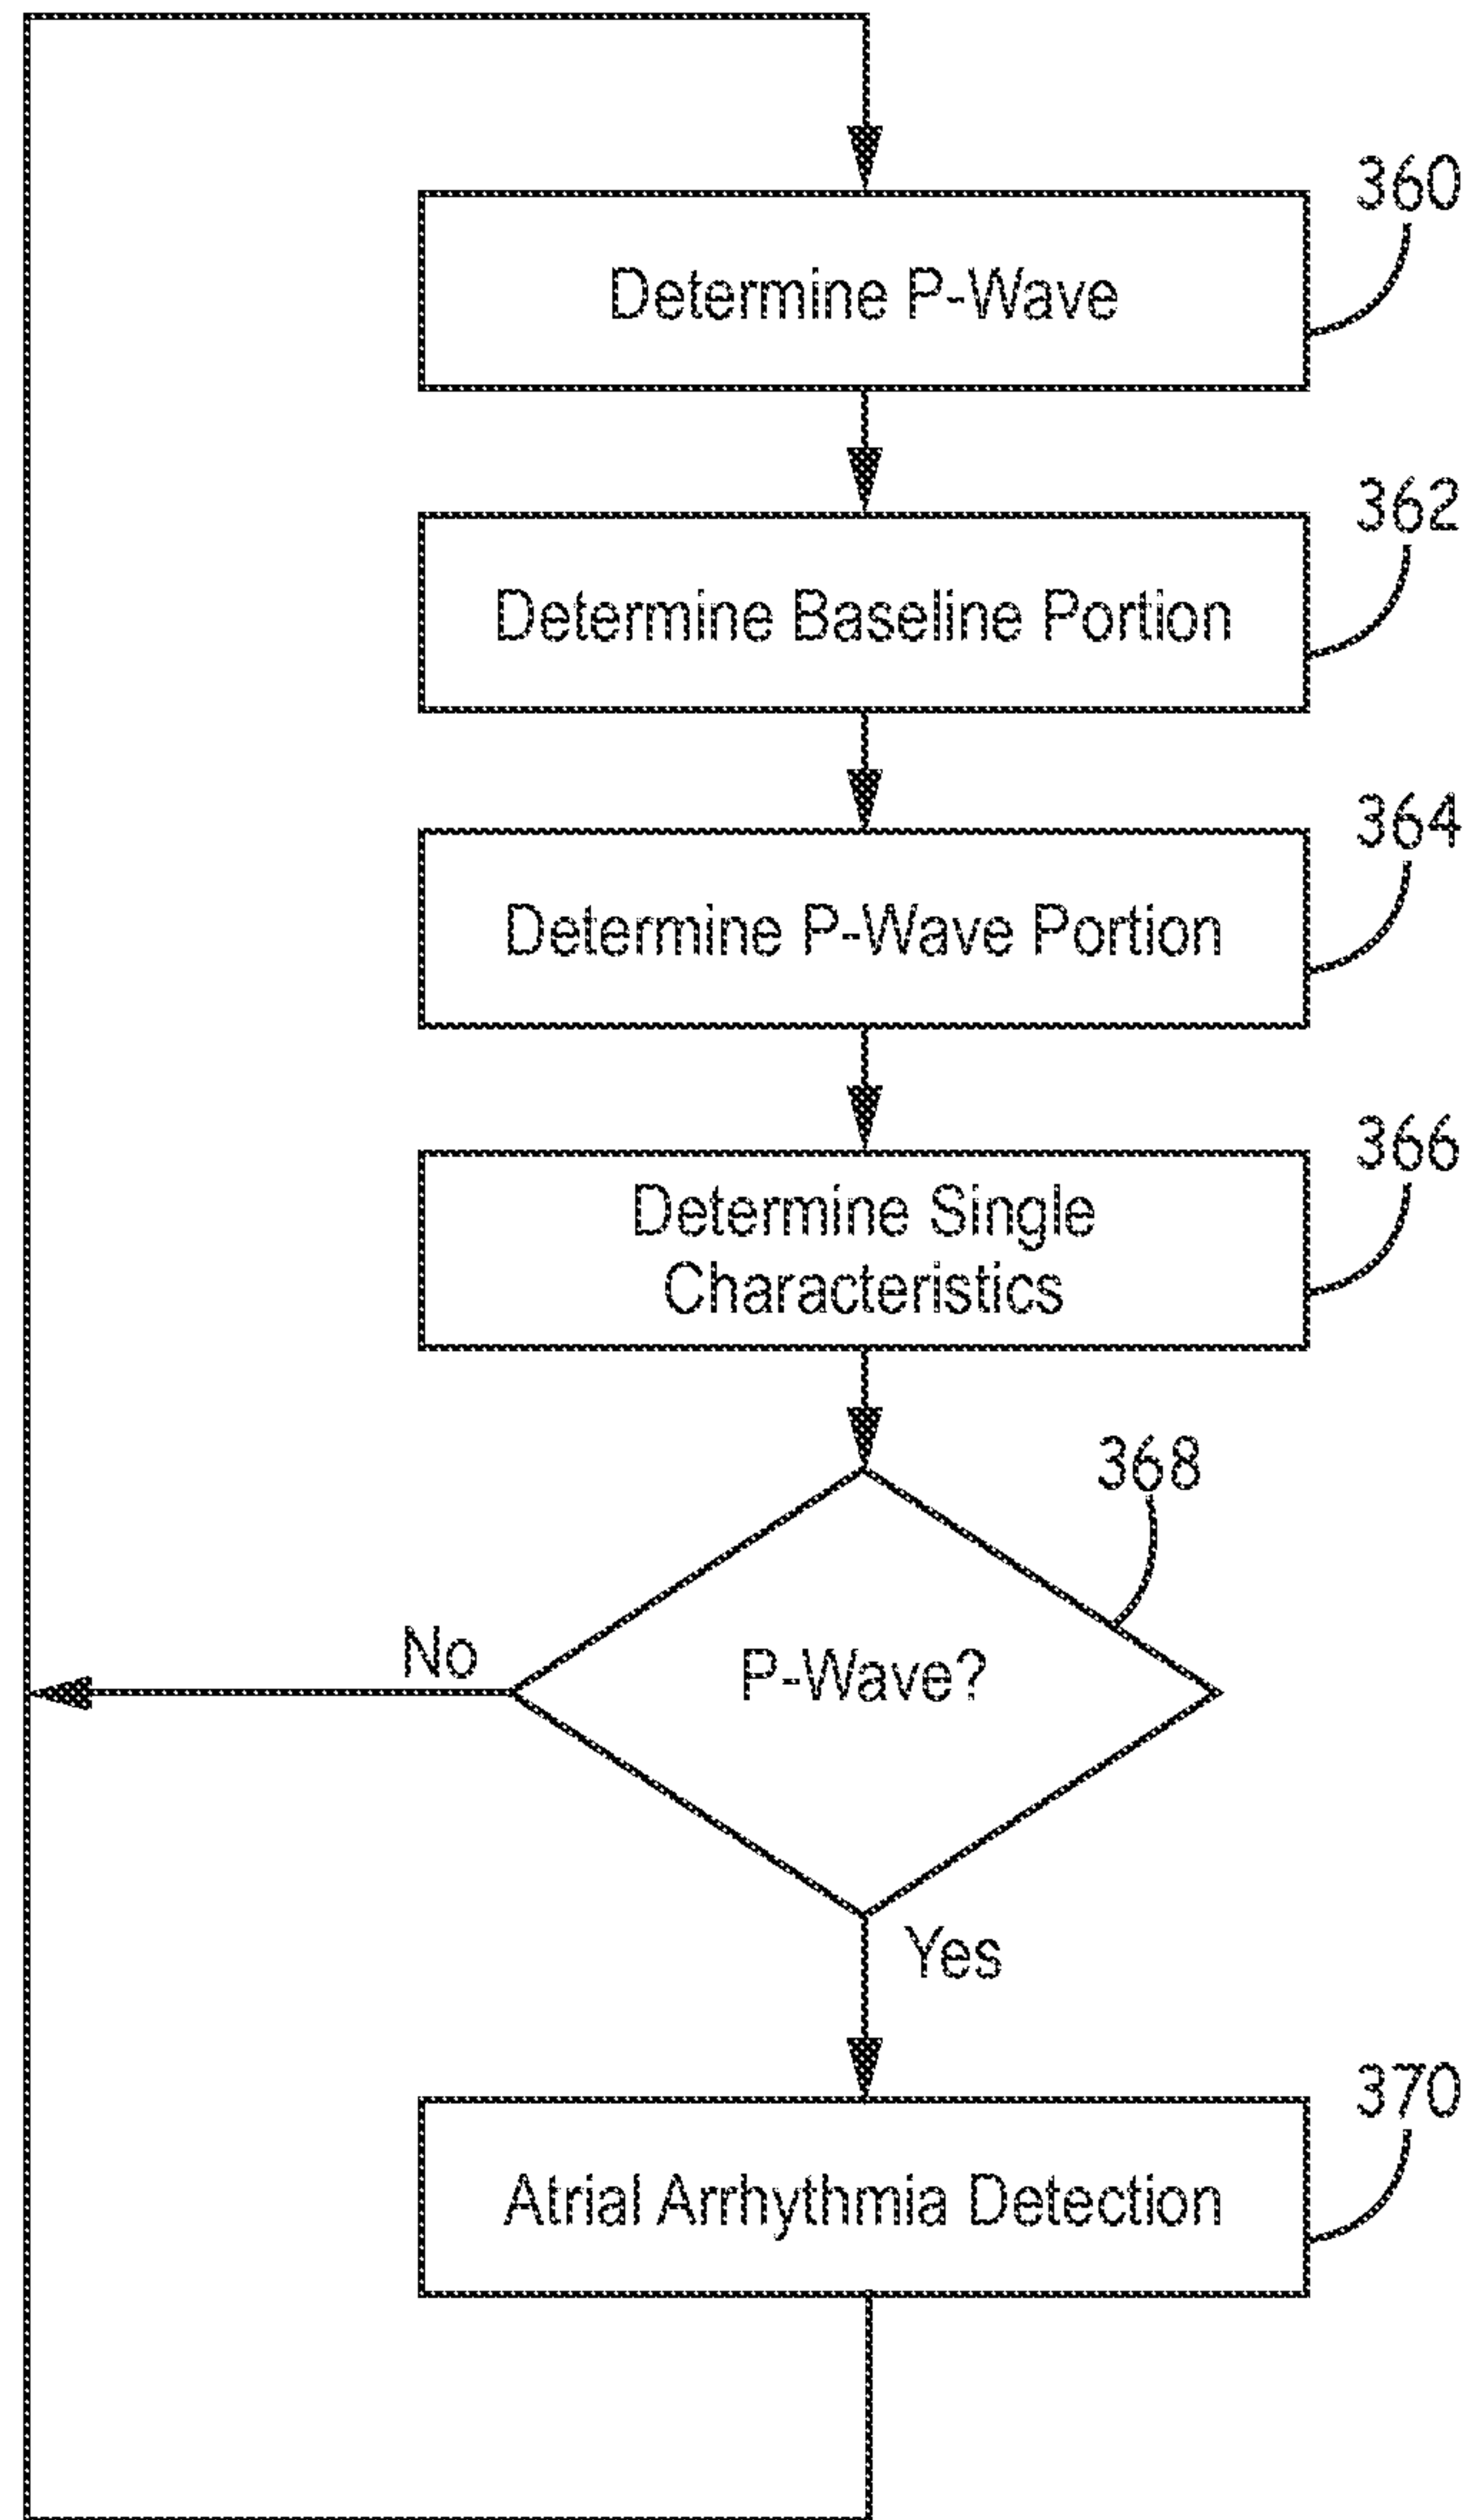 360
Determine P-Wave
362
Determine Baseline Portion
364
Determine P-Wave Portion
366
Determine Single
Characteristics
368
P-Wave?
No
Yes
370
Atrial Arrhythmia Detection